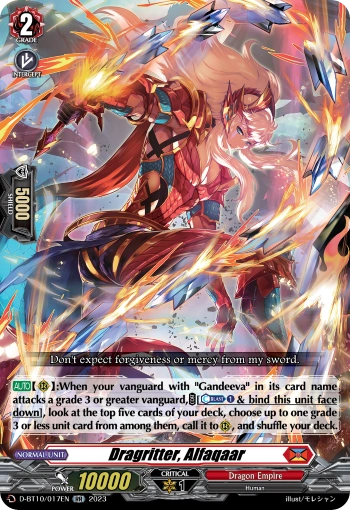 2
GRADE
INTERCEPT
5000
SHIELD
Don't expect forgiveness or mercy from my sword.
AUTO【RC】:When your vanguard with "Gandeeva" in its card name
attacks a grade 3 or greater vanguard, [SOUL-BLAST 1 & bind this unit face
down], look at the top five cards of your deck, choose up to one grade
3 or less unit card from among them, call it to RC, and shuffle your deck.
NORMAL UNIT
Dragritter, Alfaqaar
POWER 10000
CRITICAL
1
Dragon Empire
Human
D-BT10/017EN RR 2023
illust/モレシャン